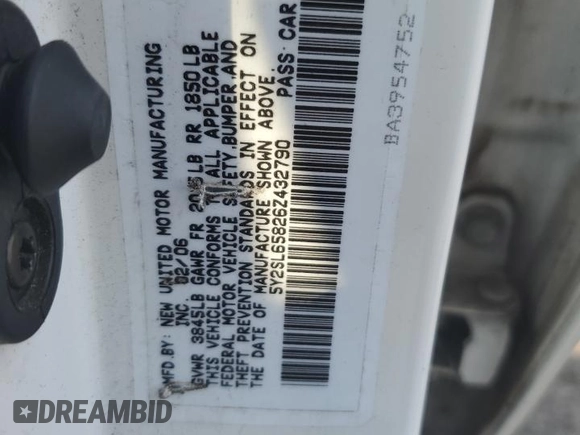 MFD.BY: NEW UNITED MOTOR MANUFACTURING
INC. 02/06
GVWR 3845LB GAWR FR 2045LB RR 1850LB
THIS VEHICLE CONFORMS TO ALL APPLICABLE
FEDERAL MOTOR VEHICLE SAFETY,BUMPER,AND
THEFT PREVENTION STANDARDS IN EFFECT ON
THE DATE OF MANUFACTURE SHOWN ABOVE.
5Y2SL65826Z432790 PASS CAR
BA3954752
DREAMBID